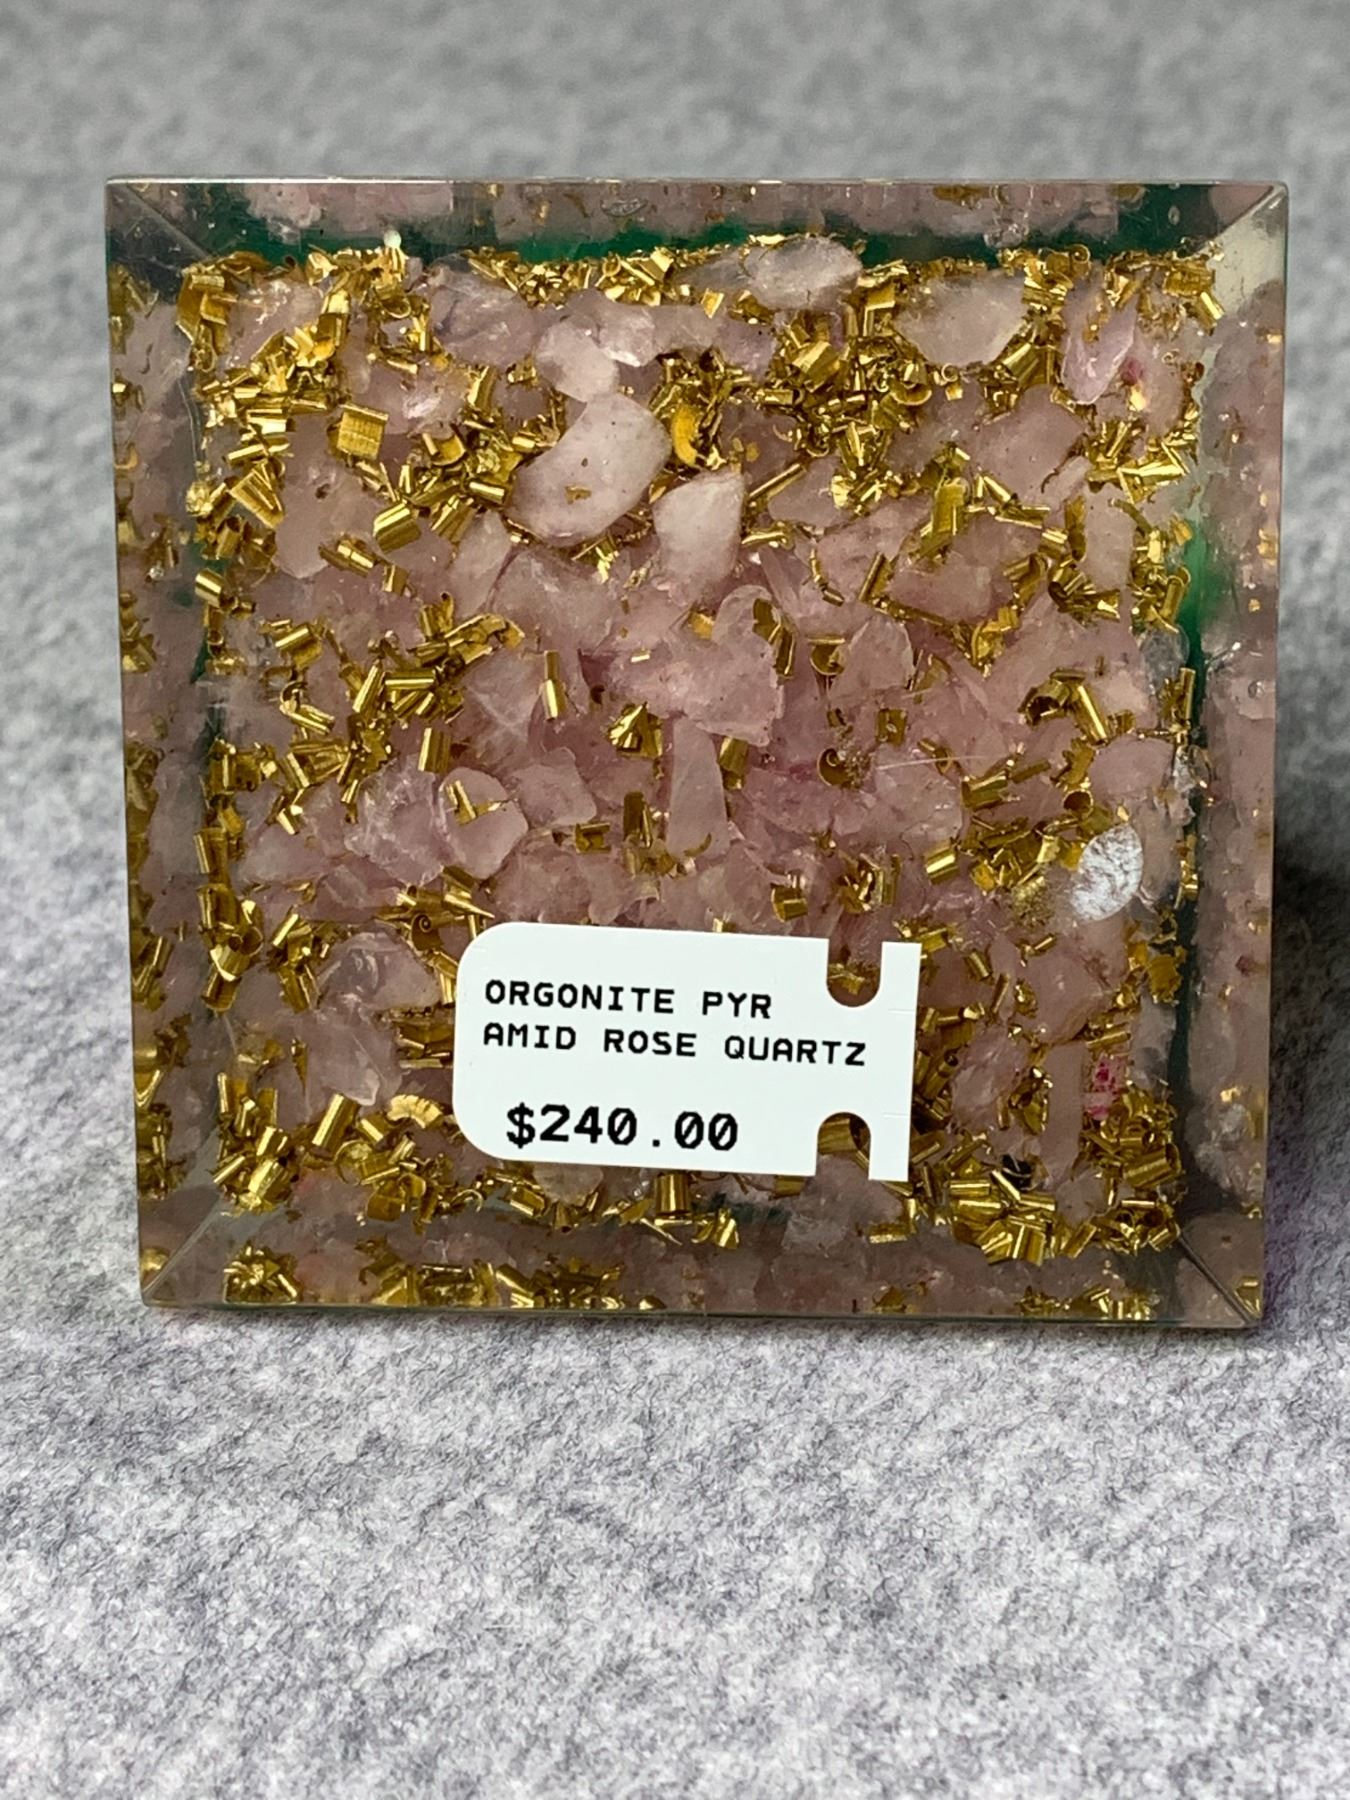 ORGONITE PYR
AMID ROSE QUARTZ
$240.00